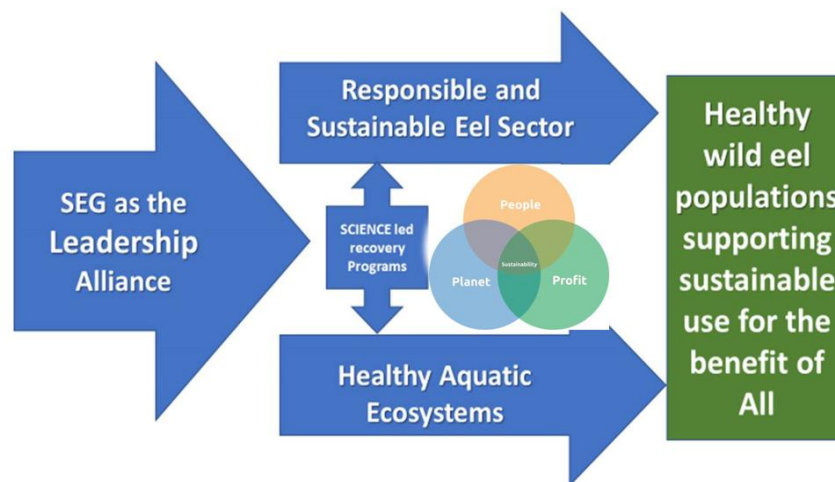 SEG as the
Leadership
Alliance
Responsible and
Sustainable Eel Sector
SCIENCE led
recovery
Programs
People
Sustainability
Planet
Profit
Healthy Aquatic
Ecosystems
Healthy
wild eel
populations
supporting
sustainable
use for the
benefit of
All